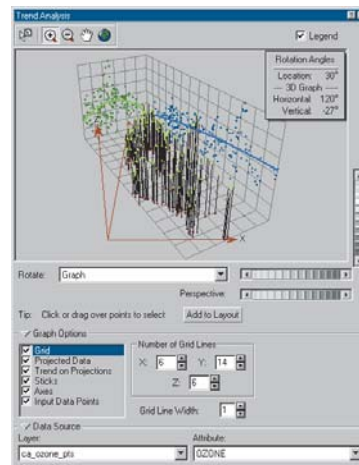 Trend Analysis
Legend
Rotation Angles
Location: 30°
3D Graph
Horizontal: 120°
Vertical: -27°
X
Rotate: Graph
Perspective:
Tip: Click or drag over points to select Add to Layout
Graph Options
Grid
Projected Data
Trend on Projections
Sticks
Axes
Input Data Points
Number of Grid Lines
X: 6 Y: 14
Z: 6
Grid Line Width: 1
Data Source
Layer: Attribute:
ca_ozone_pts OZONE